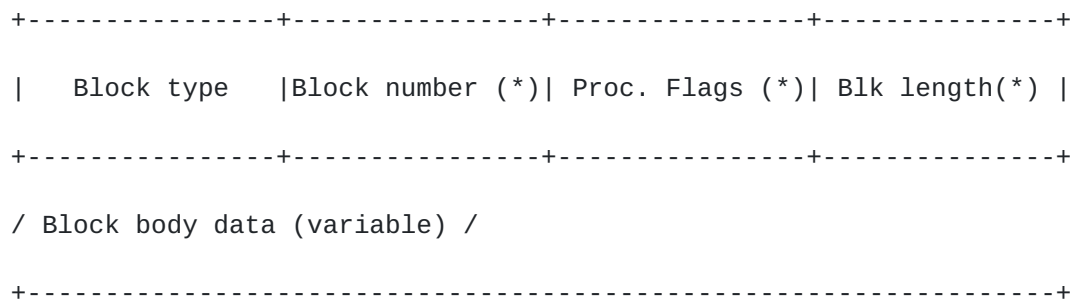 +----------------+----------------+----------------+---------------+
|   Block type   |Block number (*)| Proc. Flags (*)| Blk length(*) |
+----------------+----------------+----------------+---------------+
/ Block body data (variable) /
+------------------------------------------------------------------+